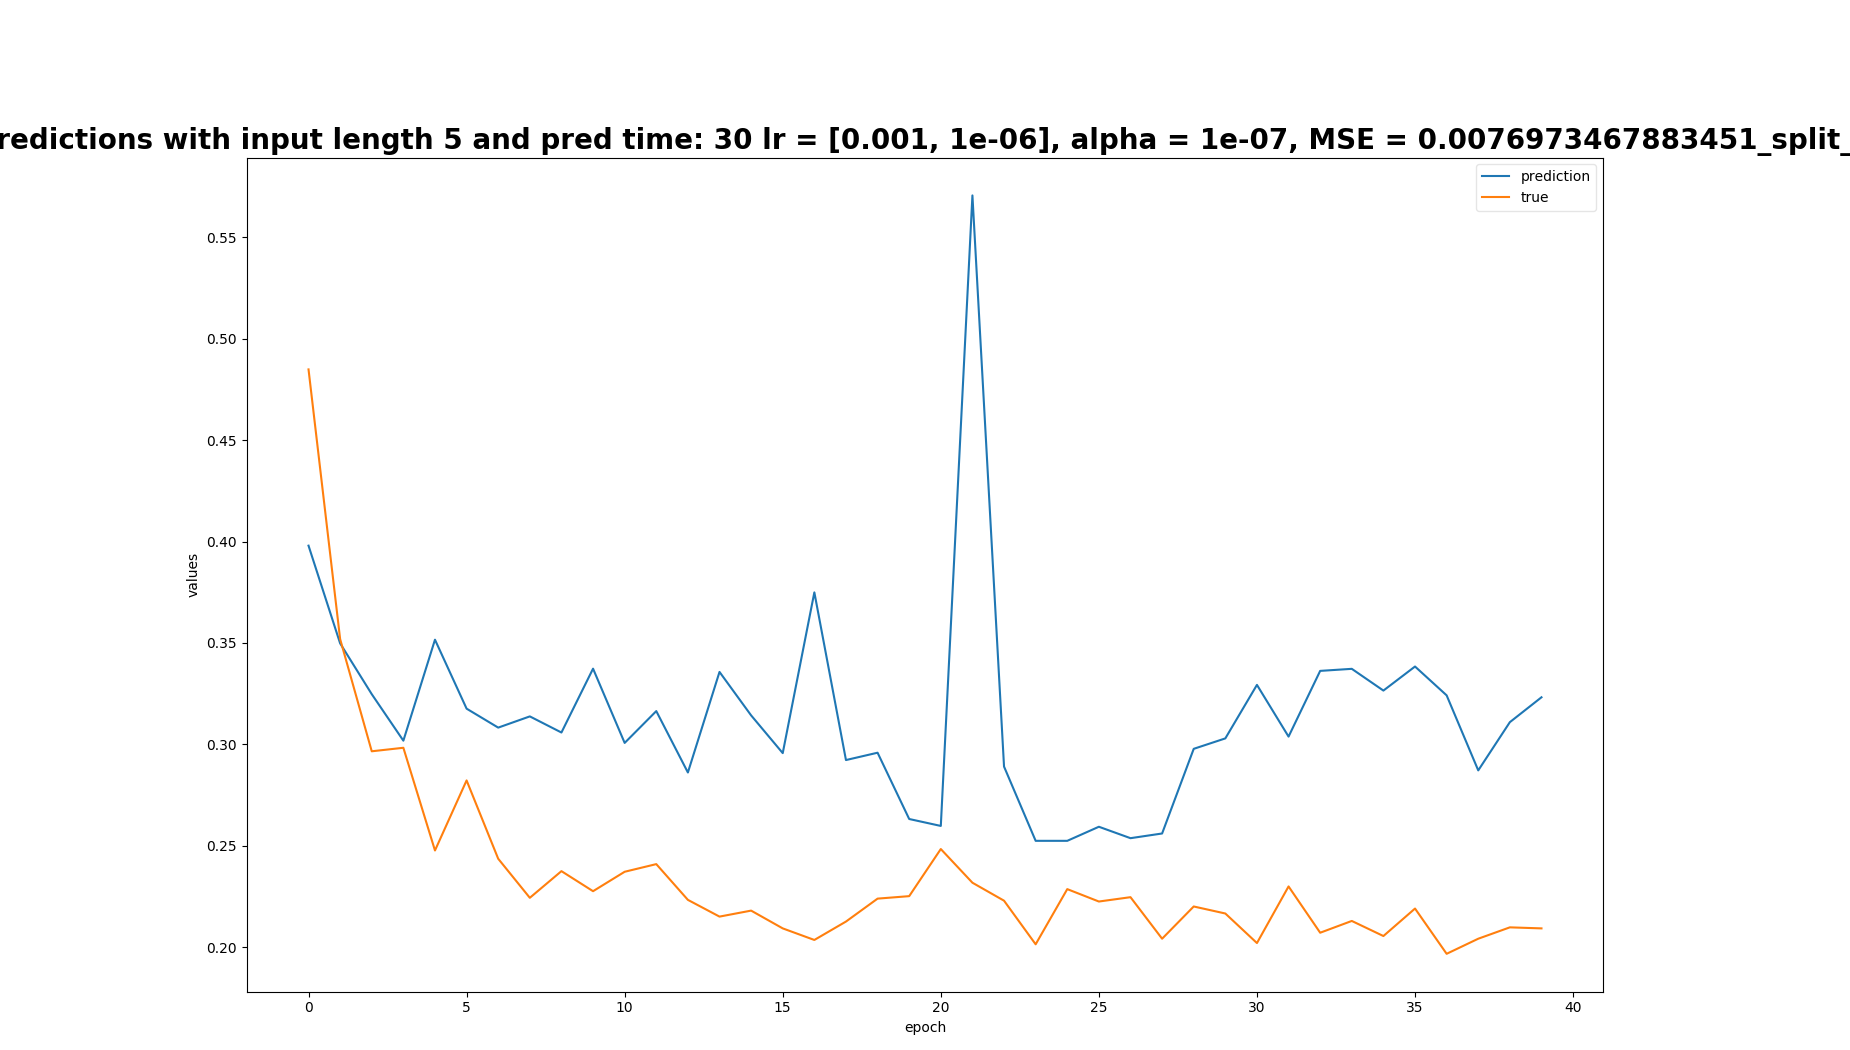 redictions with input length 5 and pred time: 30 lr = [0.001, 1e-06], alpha = 1e-07, MSE = 0.0076973467883451_split_
prediction
true
0.55
0.50
0.45
0.40
0.35
0.30
0.25
0.20
values
0 5 10 15 20 25 30 35 40
epoch